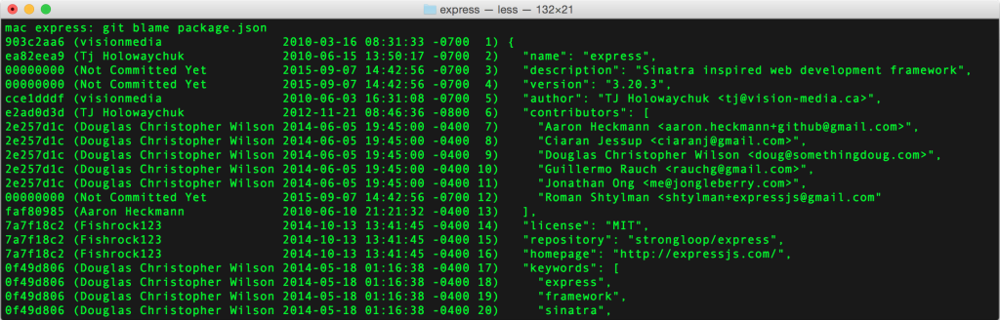 express — less — 132×21
mac express: git blame package.json
903c2aa6 (visionmedia                2010-03-16 08:31:33 -0700  1) {
ea82eea9 (Tj Holowaychuk             2010-06-15 13:50:17 -0700  2)   "name": "express",
00000000 (Not Committed Yet          2015-09-07 14:42:56 -0700  3)   "description": "Sinatra inspired web development framework",
00000000 (Not Committed Yet          2015-09-07 14:42:56 -0700  4)   "version": "3.20.3",
cce1dddf (visionmedia                2010-06-03 16:31:08 -0700  5)   "author": "TJ Holowaychuk <tj@vision-media.ca>",
e2ad0d3d (TJ Holowaychuk             2012-11-21 08:46:36 -0800  6)   "contributors": [
2e257d1c (Douglas Christopher Wilson 2014-06-05 19:45:00 -0400  7)     "Aaron Heckmann <aaron.heckmann+github@gmail.com>",
2e257d1c (Douglas Christopher Wilson 2014-06-05 19:45:00 -0400  8)     "Ciaran Jessup <ciaranj@gmail.com>",
2e257d1c (Douglas Christopher Wilson 2014-06-05 19:45:00 -0400  9)     "Douglas Christopher Wilson <doug@somethingdoug.com>",
2e257d1c (Douglas Christopher Wilson 2014-06-05 19:45:00 -0400 10)     "Guillermo Rauch <rauchg@gmail.com>",
2e257d1c (Douglas Christopher Wilson 2014-06-05 19:45:00 -0400 11)     "Jonathan Ong <me@jongleberry.com>",
00000000 (Not Committed Yet          2015-09-07 14:42:56 -0700 12)     "Roman Shtylman <shtylman+expressjs@gmail.com"
faf80985 (Aaron Heckmann             2010-06-10 21:21:32 -0400 13)   ],
7a7f18c2 (Fishrock123                2014-10-13 13:41:45 -0400 14)   "license": "MIT",
7a7f18c2 (Fishrock123                2014-10-13 13:41:45 -0400 15)   "repository": "strongloop/express",
7a7f18c2 (Fishrock123                2014-10-13 13:41:45 -0400 16)   "homepage": "http://expressjs.com/",
0f49d806 (Douglas Christopher Wilson 2014-05-18 01:16:38 -0400 17)   "keywords": [
0f49d806 (Douglas Christopher Wilson 2014-05-18 01:16:38 -0400 18)     "express",
0f49d806 (Douglas Christopher Wilson 2014-05-18 01:16:38 -0400 19)     "framework",
0f49d806 (Douglas Christopher Wilson 2014-05-18 01:16:38 -0400 20)     "sinatra",